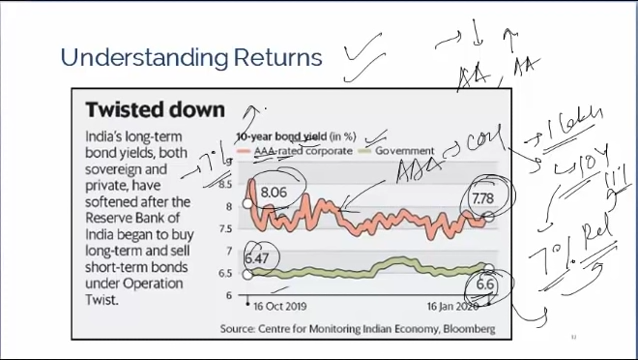 Understanding Returns
Twisted down
India's long-term
bond yields, both
sovereign and
private, have
softened after the
Reserve Bank of
India began to buy
long-term and sell
short-term bonds
under Operation
Twist.
10-year bond yield (in %)
AAA-rated corporate
Government
9
8.5
8
7.5
7
6.5
6
8.06
7.78
6.47
6.6
16 Oct 2019
16 Jan 2020
Source: Centre for Monitoring Indian Economy, Bloomberg
AA, AA
7%
AAA
10Y
11%
7%
Rel